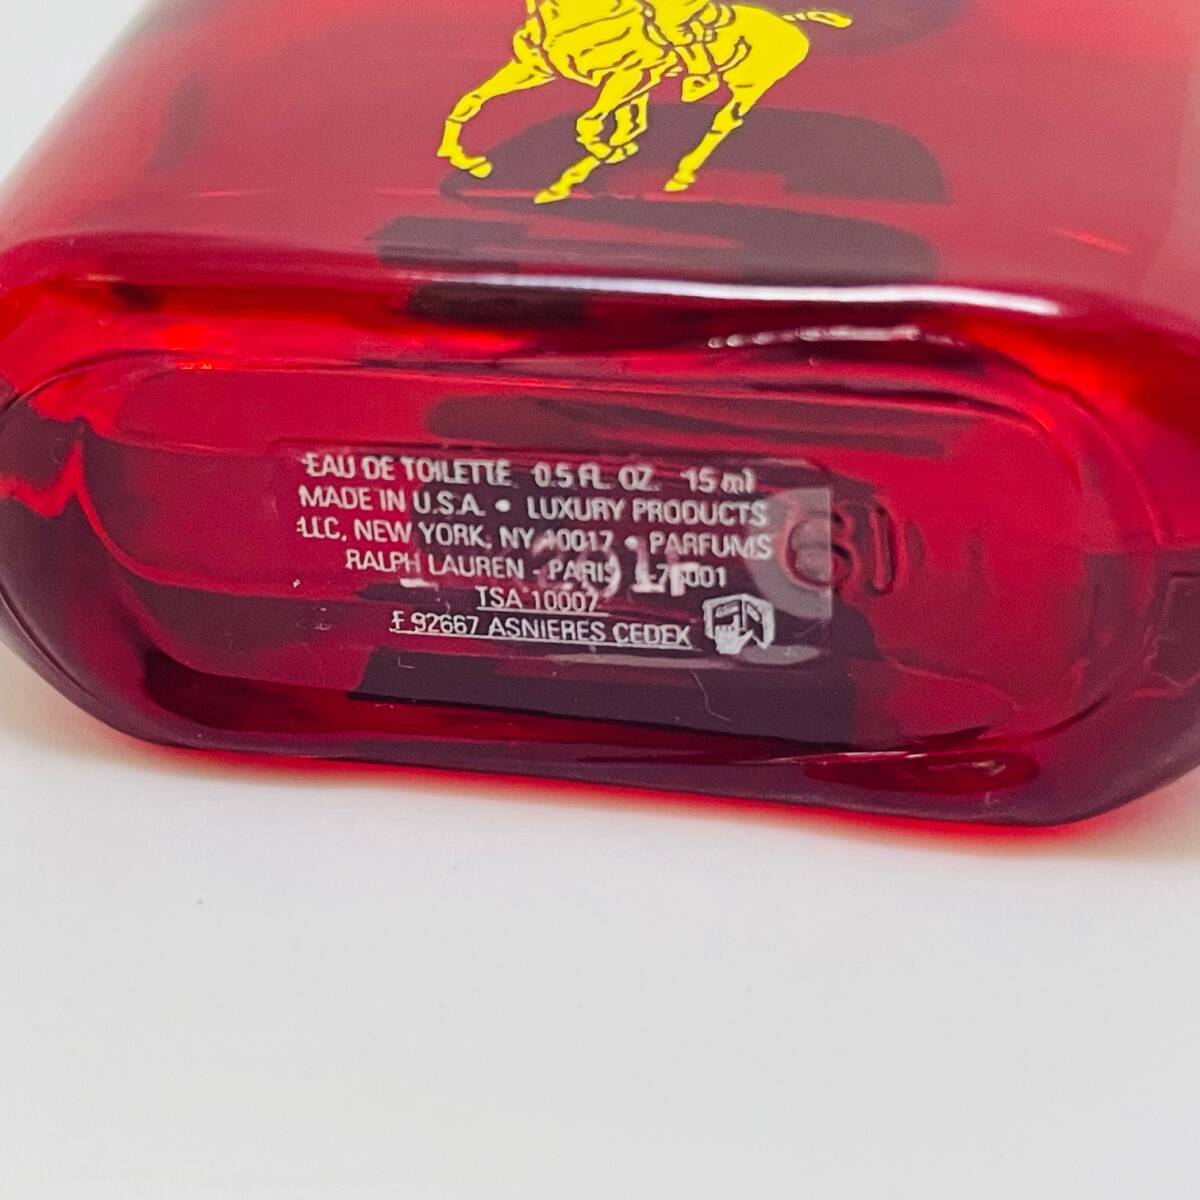 EAU DE TOILETTE 0.5 FL. OZ. 15 ml
MADE IN U.S.A. • LUXURY PRODUCTS
LLC, NEW YORK, NY 10017 • PARFUMS
RALPH LAUREN - PARIS
TSA 10007
F 92667 ASNIERES CEDEX